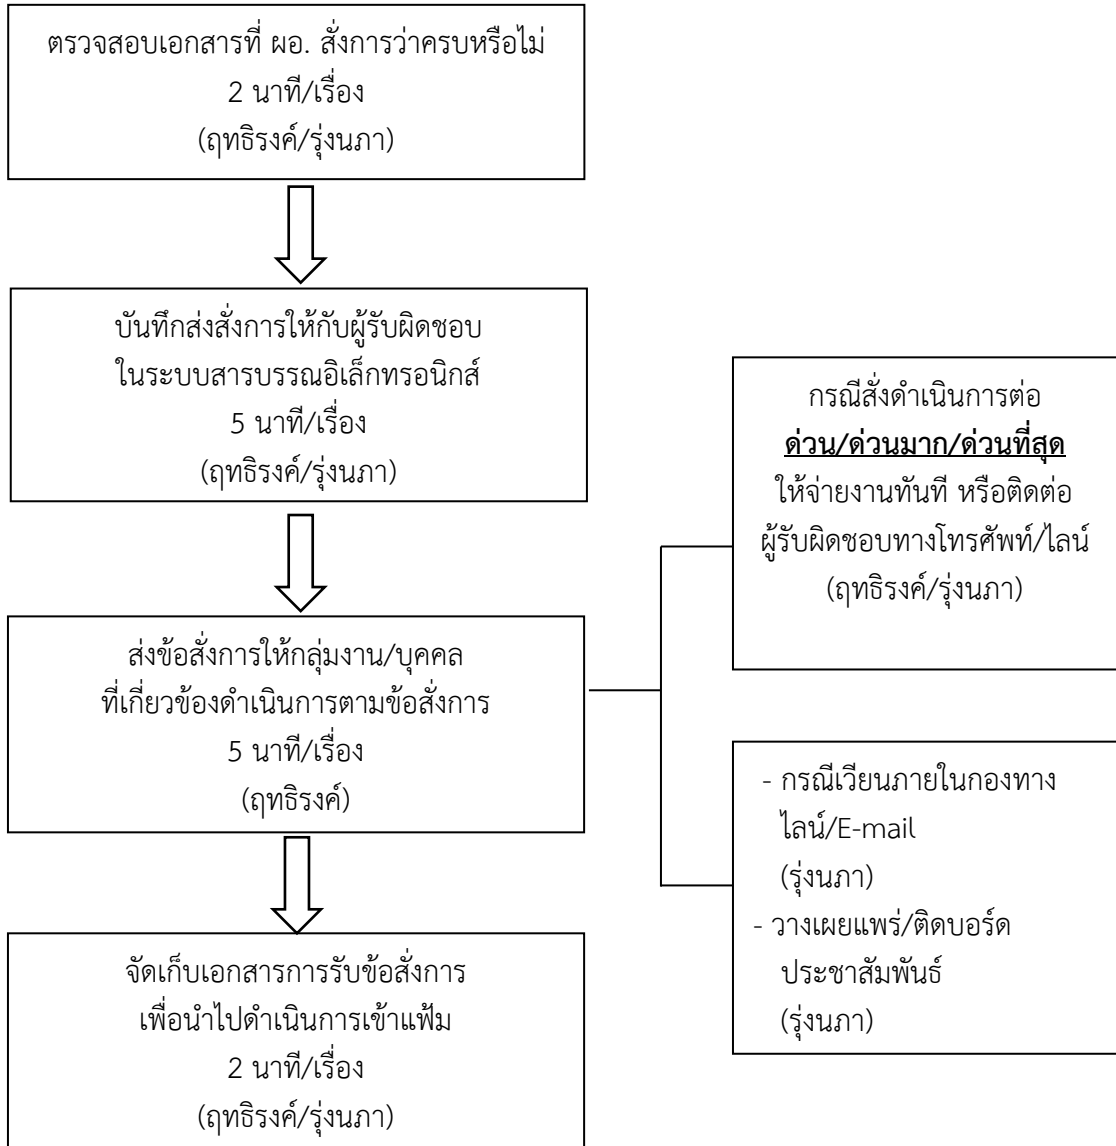 ตรวจสอบเอกสารที่ ผอ. สั่งการว่าครบหรือไม่
2 นาที/เรื่อง
(ฤทธิรงค์/รุ่งนภา)
บันทึกส่งสั่งการให้กับผู้รับผิดชอบ
ในระบบสารบรรณอิเล็กทรอนิกส์
5 นาที/เรื่อง
(ฤทธิรงค์/รุ่งนภา)
ส่งข้อสั่งการให้กลุ่มงาน/บุคคล
ที่เกี่ยวข้องดำเนินการตามข้อสั่งการ
5 นาที/เรื่อง
(ฤทธิรงค์)
จัดเก็บเอกสารการรับข้อสั่งการ
เพื่อนำไปดำเนินการเข้าแฟ้ม
2 นาที/เรื่อง
(ฤทธิรงค์/รุ่งนภา)
กรณีสั่งดำเนินการต่อ
ด่วน/ด่วนมาก/ด่วนที่สุด
ให้จ่ายงานทันที หรือติดต่อ
ผู้รับผิดชอบทางโทรศัพท์/ไลน์
(ฤทธิรงค์/รุ่งนภา)
- กรณีเวียนภายในกองทาง
ไลน์/E-mail
(รุ่งนภา)
- วางเผยแพร่/ติดบอร์ด
ประชาสัมพันธ์
(รุ่งนภา)